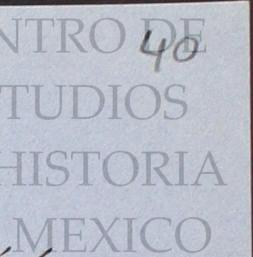 NTRO DE
40
TUDIOS
HISTORIA
MEXICO